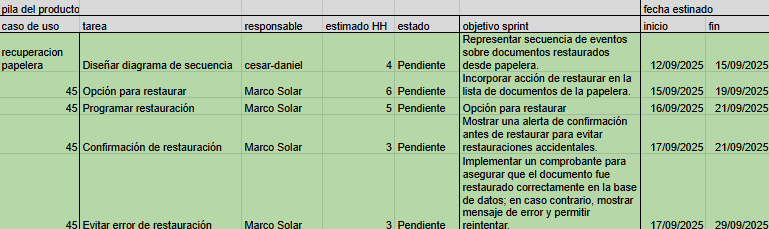 pila del producto fecha estinado
caso de uso tarea responsable estimado HH estado objetivo sprint inicio fin
recuperacion papelera Diseñar diagrama de secuencia cesar-daniel 4 Pendiente Representar secuencia de eventos sobre documentos restaurados desde papelera. 12/09/2025 15/09/2025
45 Opción para restaurar Marco Solar 6 Pendiente Incorporar acción de restaurar en la lista de documentos de la papelera. 15/09/2025 19/09/2025
45 Programar restauración Marco Solar 5 Pendiente Opción para restaurar 16/09/2025 21/09/2025
45 Confirmación de restauración Marco Solar 3 Pendiente Mostrar una alerta de confirmación antes de restaurar para evitar restauraciones accidentales. 17/09/2025 21/09/2025
45 Evitar error de restauración Marco Solar 3 Pendiente Implementar un comprobante para asegurar que el documento fue restaurado correctamente en la base de datos; en caso contrario, mostrar mensaje de error y permitir reintentar. 17/09/2025 29/09/2025